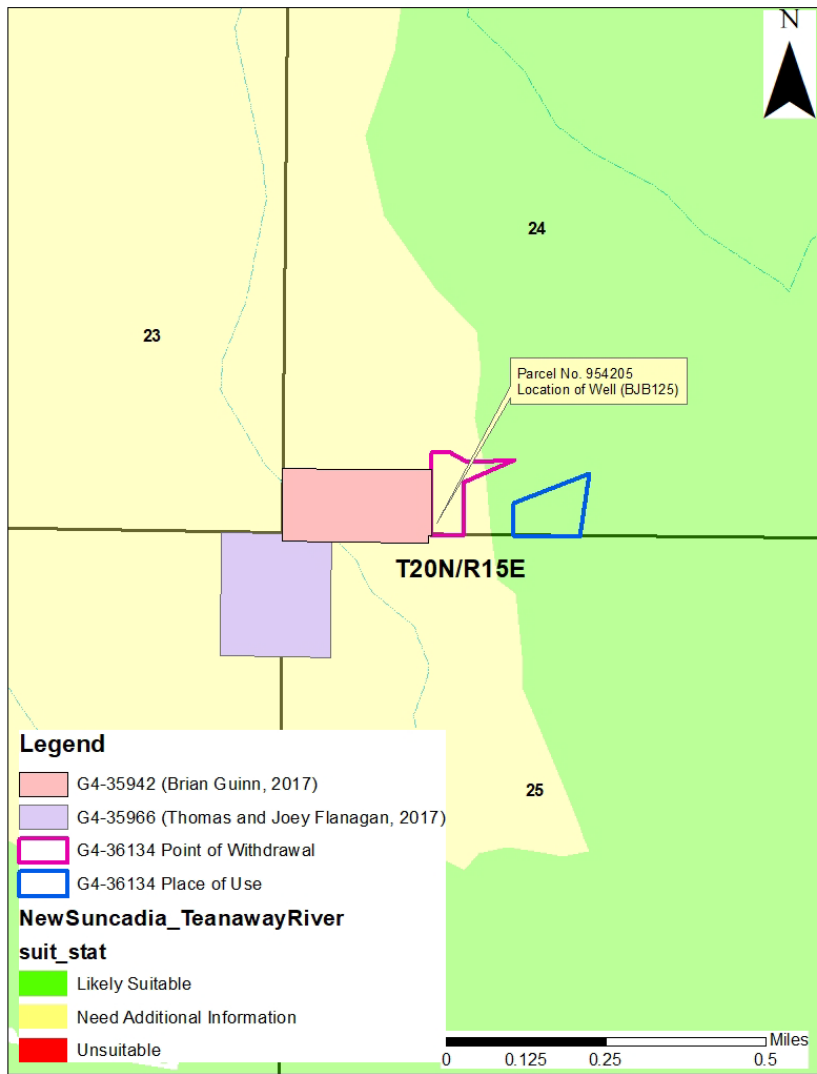 N
24
23
Parcel No. 954205
Location of Well (BJB125)
T20N/R15E
Legend
G4-35942 (Brian Guinn, 2017)
G4-35966 (Thomas and Joey Flanagan, 2017)
25
G4-36134 Point of Withdrawal
G4-36134 Place of Use
NewSuncadia_TeanawayRiver
suit_stat
Likely Suitable
Need Additional Information
Unsuitable
Miles
0 0.125 0.25 0.5